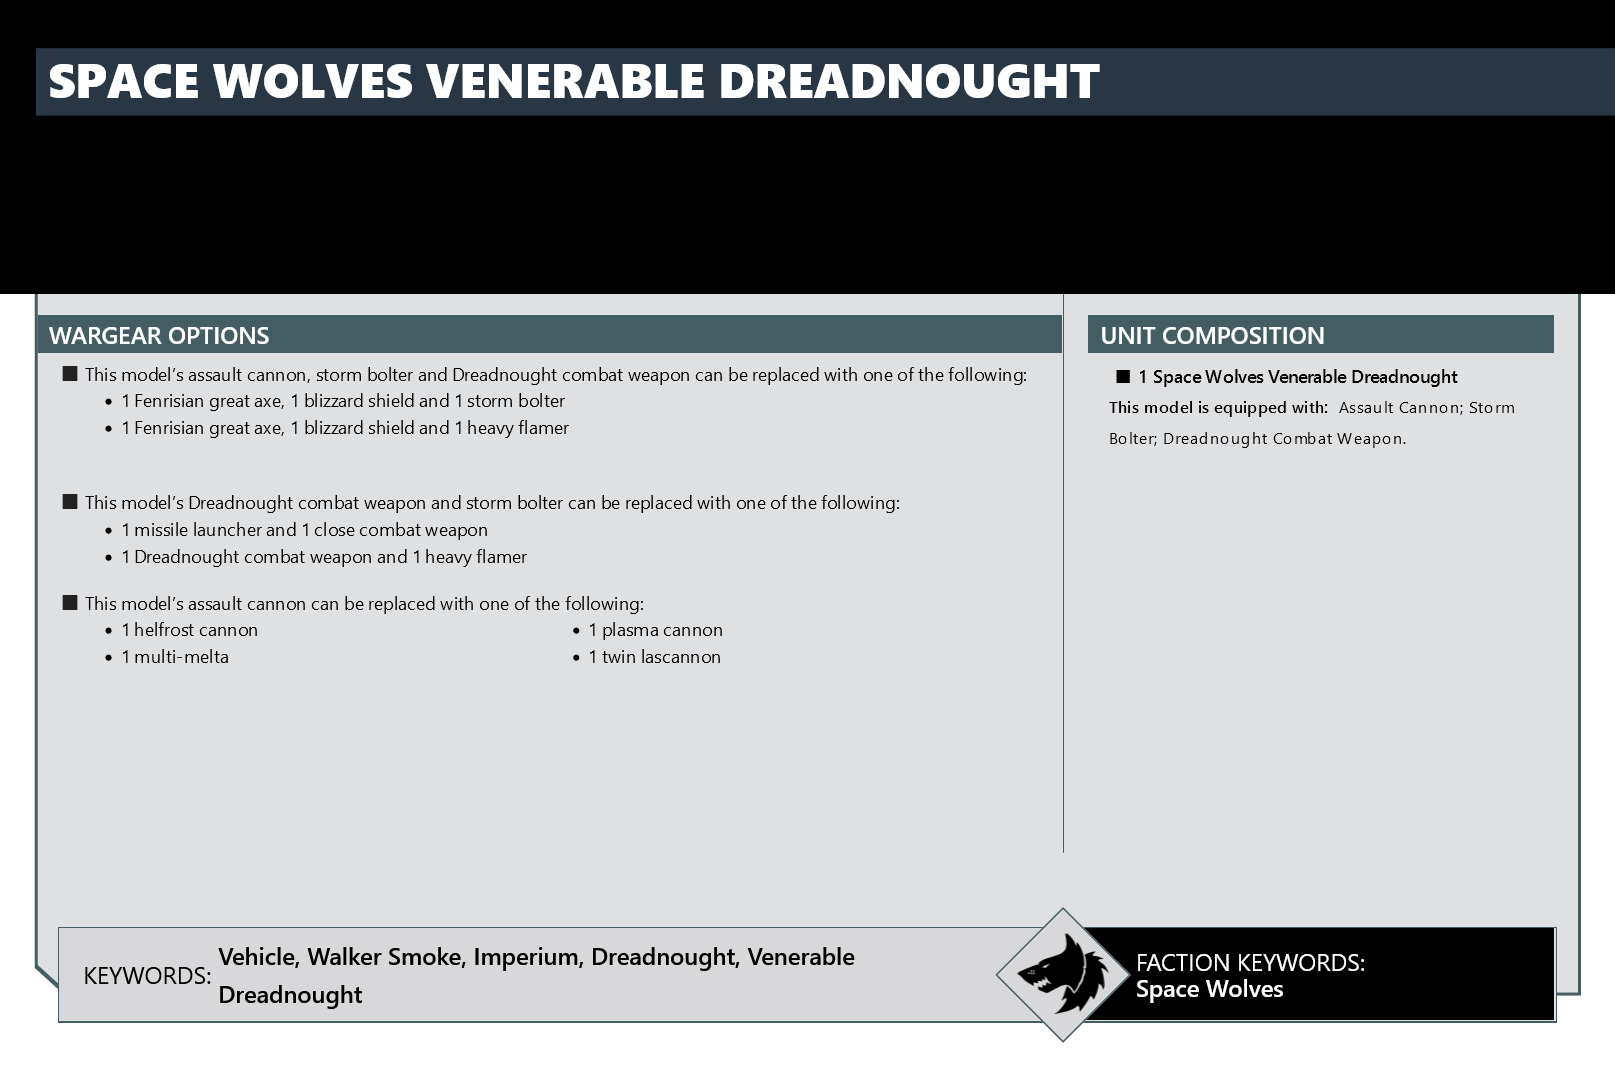 SPACE WOLVES VENERABLE DREADNOUGHT
WARGEAR OPTIONS
■ This model’s assault cannon, storm bolter and Dreadnought combat weapon can be replaced with one of the following:
• 1 Fenrisian great axe, 1 blizzard shield and 1 storm bolter
• 1 Fenrisian great axe, 1 blizzard shield and 1 heavy flamer
■ This model’s Dreadnought combat weapon and storm bolter can be replaced with one of the following:
• 1 missile launcher and 1 close combat weapon
• 1 Dreadnought combat weapon and 1 heavy flamer
■ This model’s assault cannon can be replaced with one of the following:
• 1 helfrost cannon
• 1 multi-melta
• 1 plasma cannon
• 1 twin lascannon
UNIT COMPOSITION
■ 1 Space Wolves Venerable Dreadnought
This model is equipped with: Assault Cannon; Storm
Bolter; Dreadnought Combat Weapon.
KEYWORDS:
Vehicle, Walker Smoke, Imperium, Dreadnought, Venerable
Dreadnought
FACTION KEYWORDS:
Space Wolves